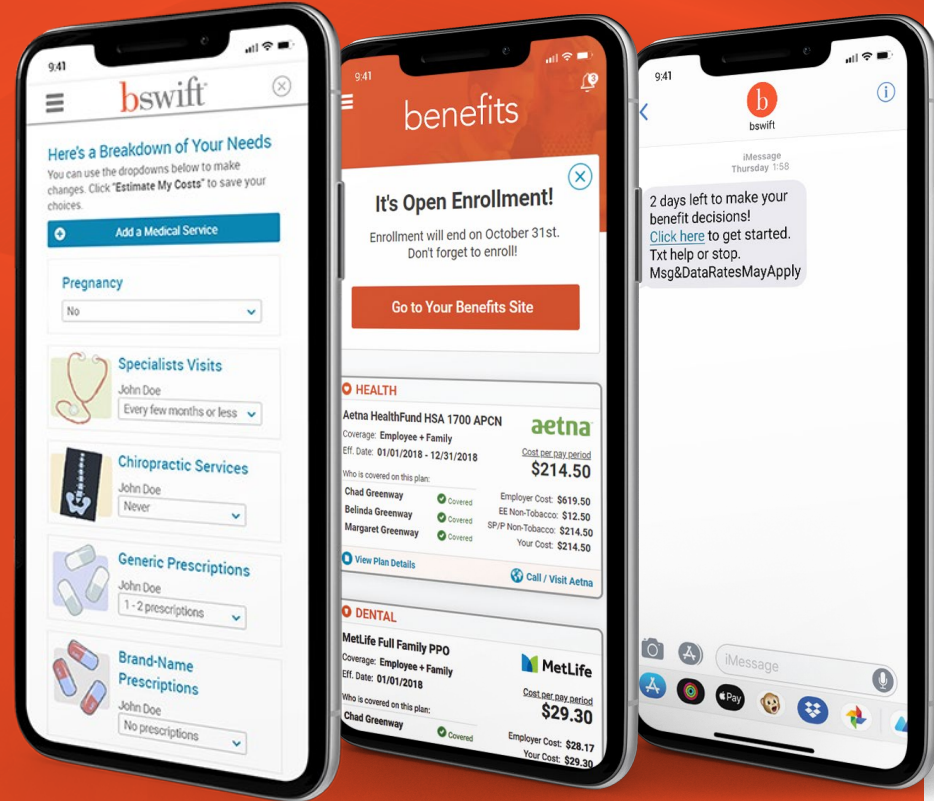 9:41
bswift
Here's a Breakdown of Your Needs
You can use the dropdowns below to make
changes. Click "Estimate My Costs" to save your
choices.
Add a Medical Service
Pregnancy
No
Specialists Visits
John Doe
Every few months or less
Chiropractic Services
John Doe
Never
Generic Prescriptions
John Doe
1 - 2 prescriptions
Brand-Name
Prescriptions
John Doe
No prescriptions
9:41
3
benefits
It's Open Enrollment!
Enrollment will end on October 31st.
Don't forget to enroll!
Go to Your Benefits Site
HEALTH
Aetna HealthFund HSA 1700 APCN
aetna
Coverage: Employee + Family
Eff. Date: 01/01/2018 - 12/31/2018
Cost per pay period
$214.50
Who is covered on this plan:
Chad Greenway Covered
Belinda Greenway Covered
Margaret Greenway Covered
Employer Cost: $619.50
EE Non-Tobacco: $12.50
SP/P Non-Tobacco: $214.50
Your Cost: $214.50
View Plan Details
Call / Visit Aetna
DENTAL
MetLife Full Family PPO
MetLife
Coverage: Employee + Family
Eff. Date: 01/01/2018
Cost per pay period
$29.30
Who is covered on this plan:
Chad Greenway Covered
Employer Cost: $28.17
Your Cost: $29.30
9:41
b
bswift
iMessage
Thursday 1:58
2 days left to make your
benefit decisions!
Click here to get started.
Txt help or stop.
Msg&DataRatesMayApply
iMessage
Pay